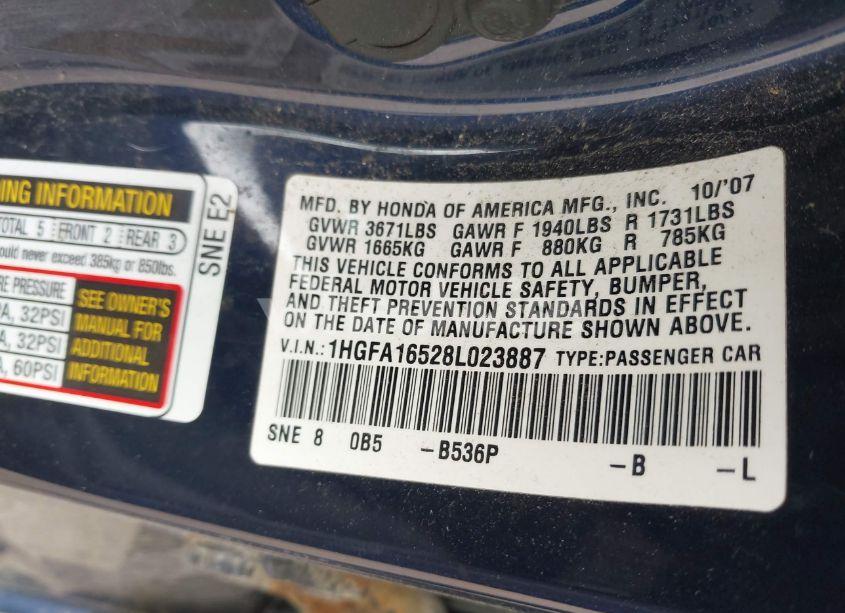 ING INFORMATION
TOTAL 5 FRONT 2 REAR 3
ould never exceed 385kg or 850lbs.
RE PRESSURE
A, 32PSI
A, 32PSI
A, 60PSI
SEE OWNER'S
MANUAL FOR
ADDITIONAL
INFORMATION
SNE E2
MFD. BY HONDA OF AMERICA MFG., INC. 10/'07
GVWR 3671LBS GAWR F 1940LBS R 1731LBS
GVWR 1665KG GAWR F 880KG R 785KG
THIS VEHICLE CONFORMS TO ALL APPLICABLE
FEDERAL MOTOR VEHICLE SAFETY, BUMPER,
AND THEFT PREVENTION STANDARDS IN EFFECT
ON THE DATE OF MANUFACTURE SHOWN ABOVE.
V.I.N.: 1HGFA16528L023887 TYPE:PASSENGER CAR
SNE 8 0B5 -B536P -B -L